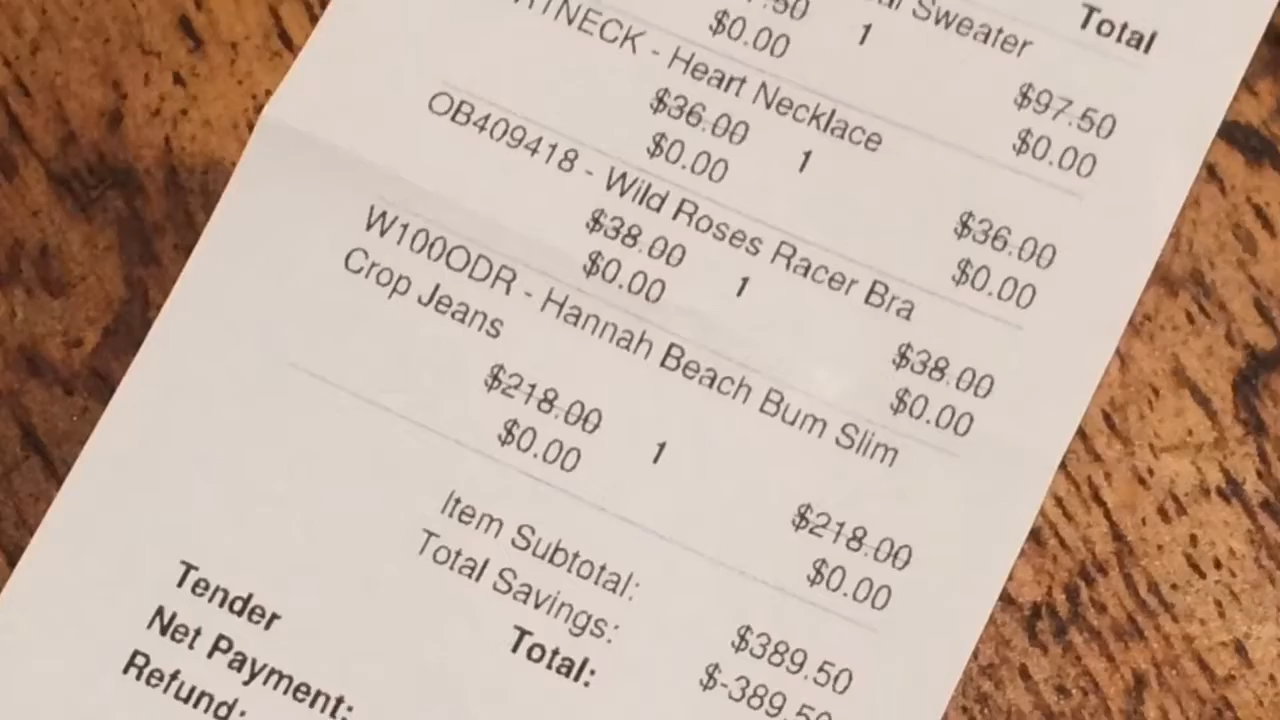 Total
Sweater
$97.50
$0.00 1 $0.00
- Heart Necklace
$36.00 $36.00
$0.00 1 $0.00
OB409418 - Wild Roses Racer Bra
$38.00 $38.00
$0.00 1 $0.00
W100ODR - Hannah Beach Bum Slim
Crop Jeans
$218.00 $218.00
$0.00 1 $0.00
Item Subtotal: $389.50
Total Savings: $-389.50
Total:
Tender
Net Payment:
Refund: